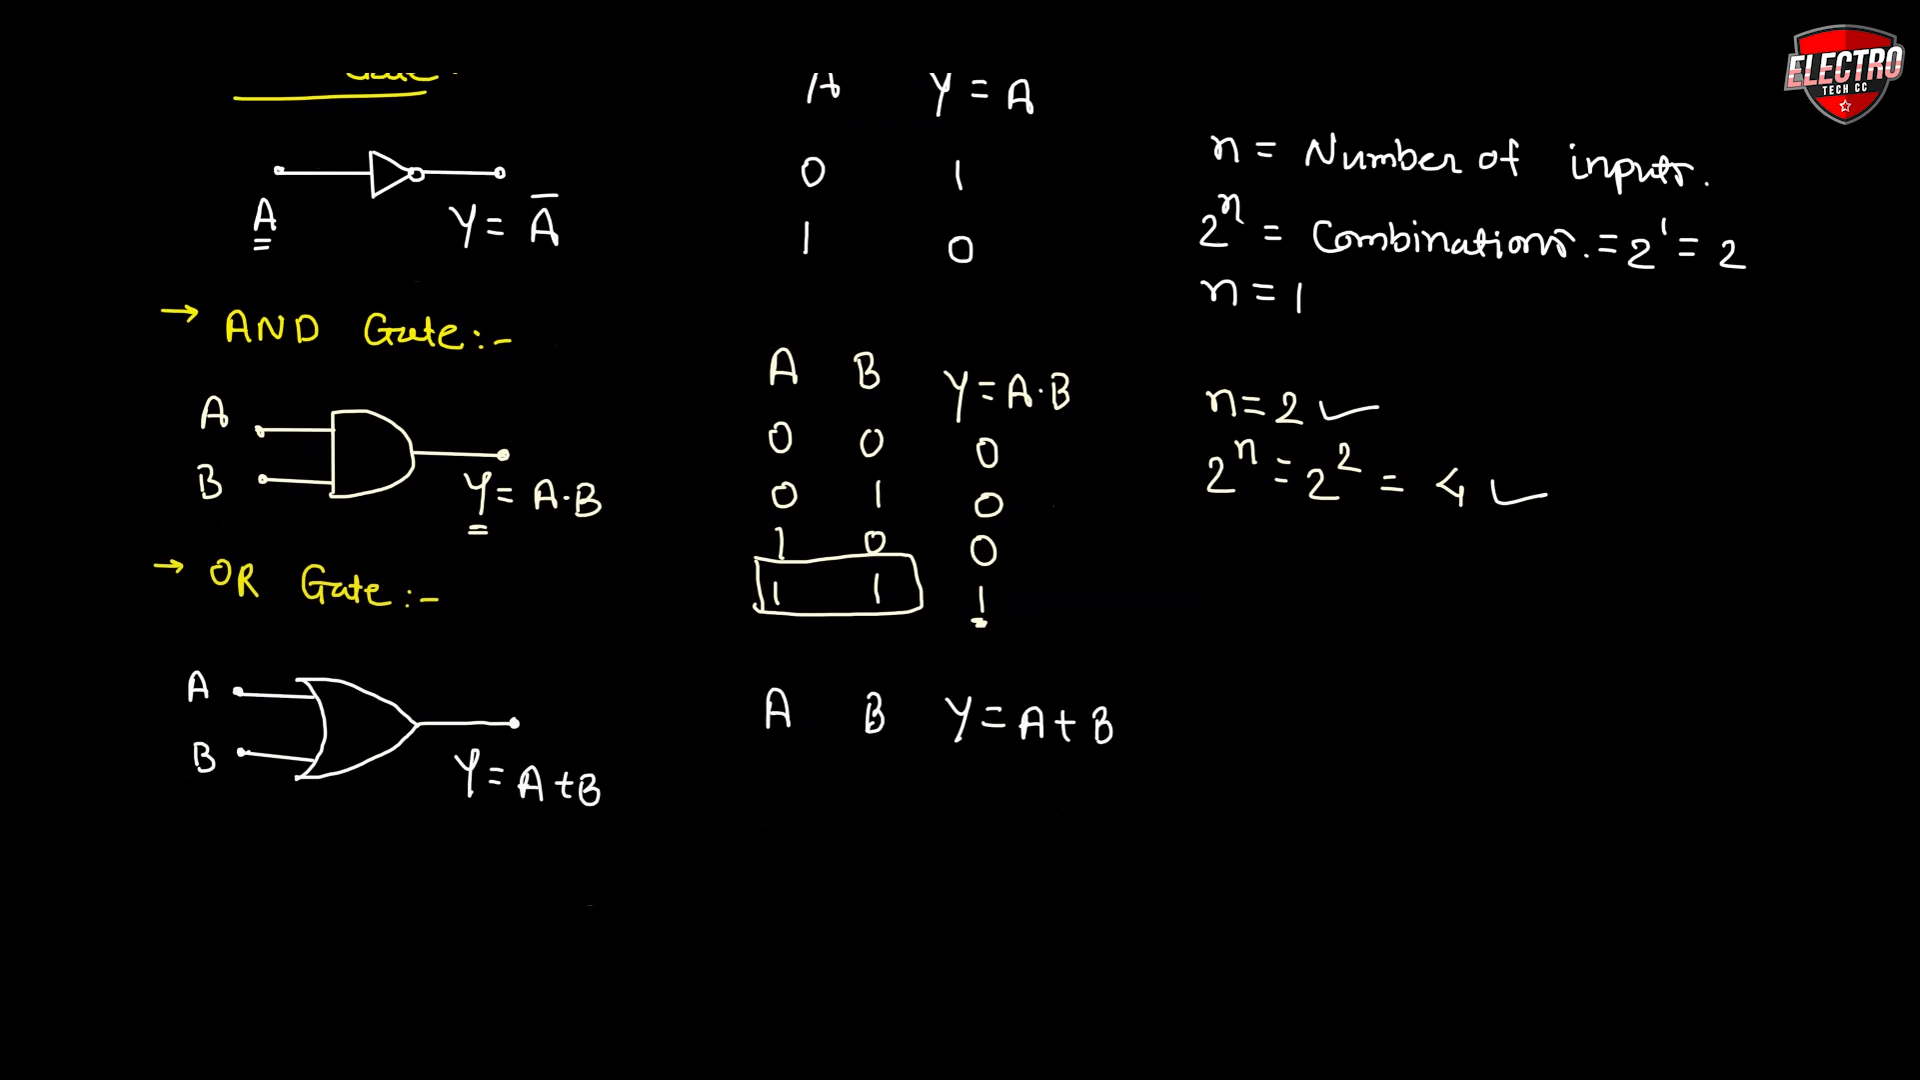 Gate:-
A Y = A
0 1
1 0
A Y = A̅
n = Number of inputs.
2ⁿ = Combinations. = 2¹ = 2
n = 1
→ AND Gate:-
A
B
Y = A·B
A B Y = A·B
0 0 0
0 1 0
1 0 0
1 1 1
n = 2 ✓
2ⁿ = 2² = 4 ✓
→ OR Gate:-
A
B
Y = A+B
A B Y = A+B
ELECTRO
TECH CC